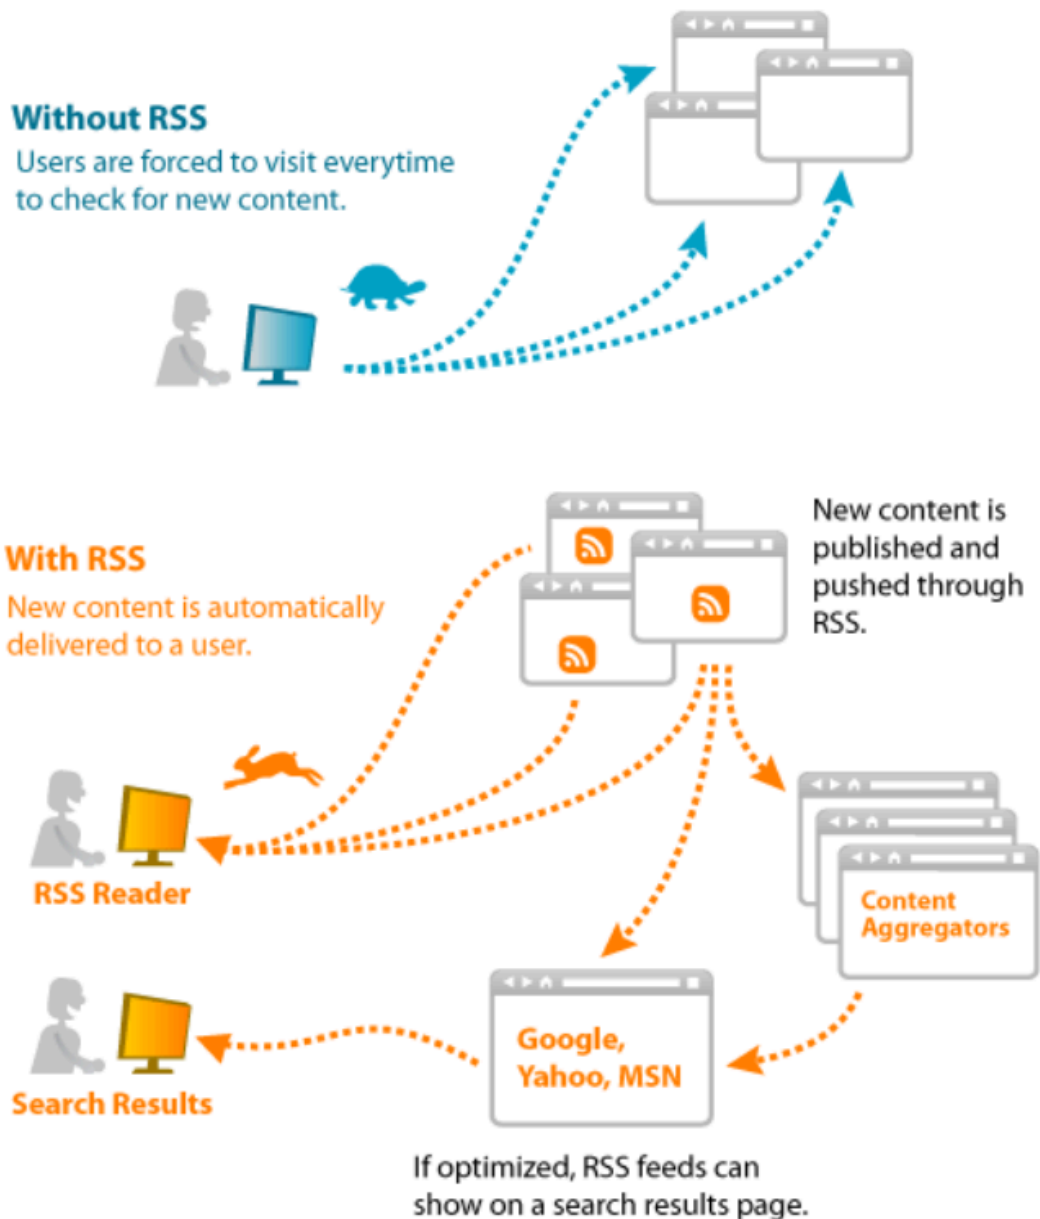 Without RSS
Users are forced to visit everytime
to check for new content.
With RSS
New content is automatically
delivered to a user.
New content is
published and
pushed through
RSS.
RSS Reader
Content
Aggregators
Google,
Yahoo, MSN
Search Results
If optimized, RSS feeds can
show on a search results page.